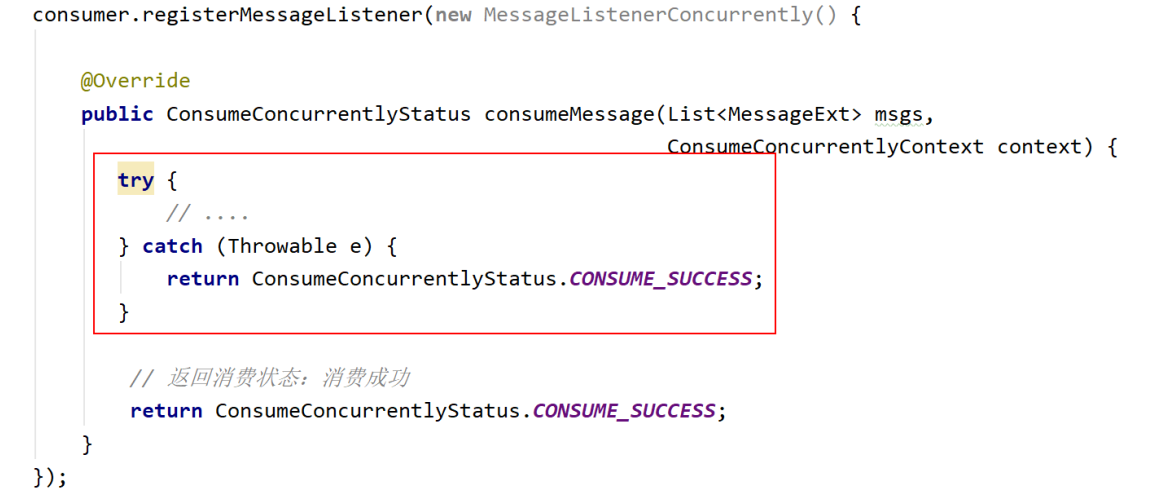 consumer.registerMessageListener(new MessageListenerConcurrently() {
@Override
public ConsumeConcurrentlyStatus consumeMessage(List<MessageExt> msgs,
ConsumeConcurrentlyContext context) {
try {
// ....
} catch (Throwable e) {
return ConsumeConcurrentlyStatus.CONSUME_SUCCESS;
}
// 返回消费状态：消费成功
return ConsumeConcurrentlyStatus.CONSUME_SUCCESS;
}
});